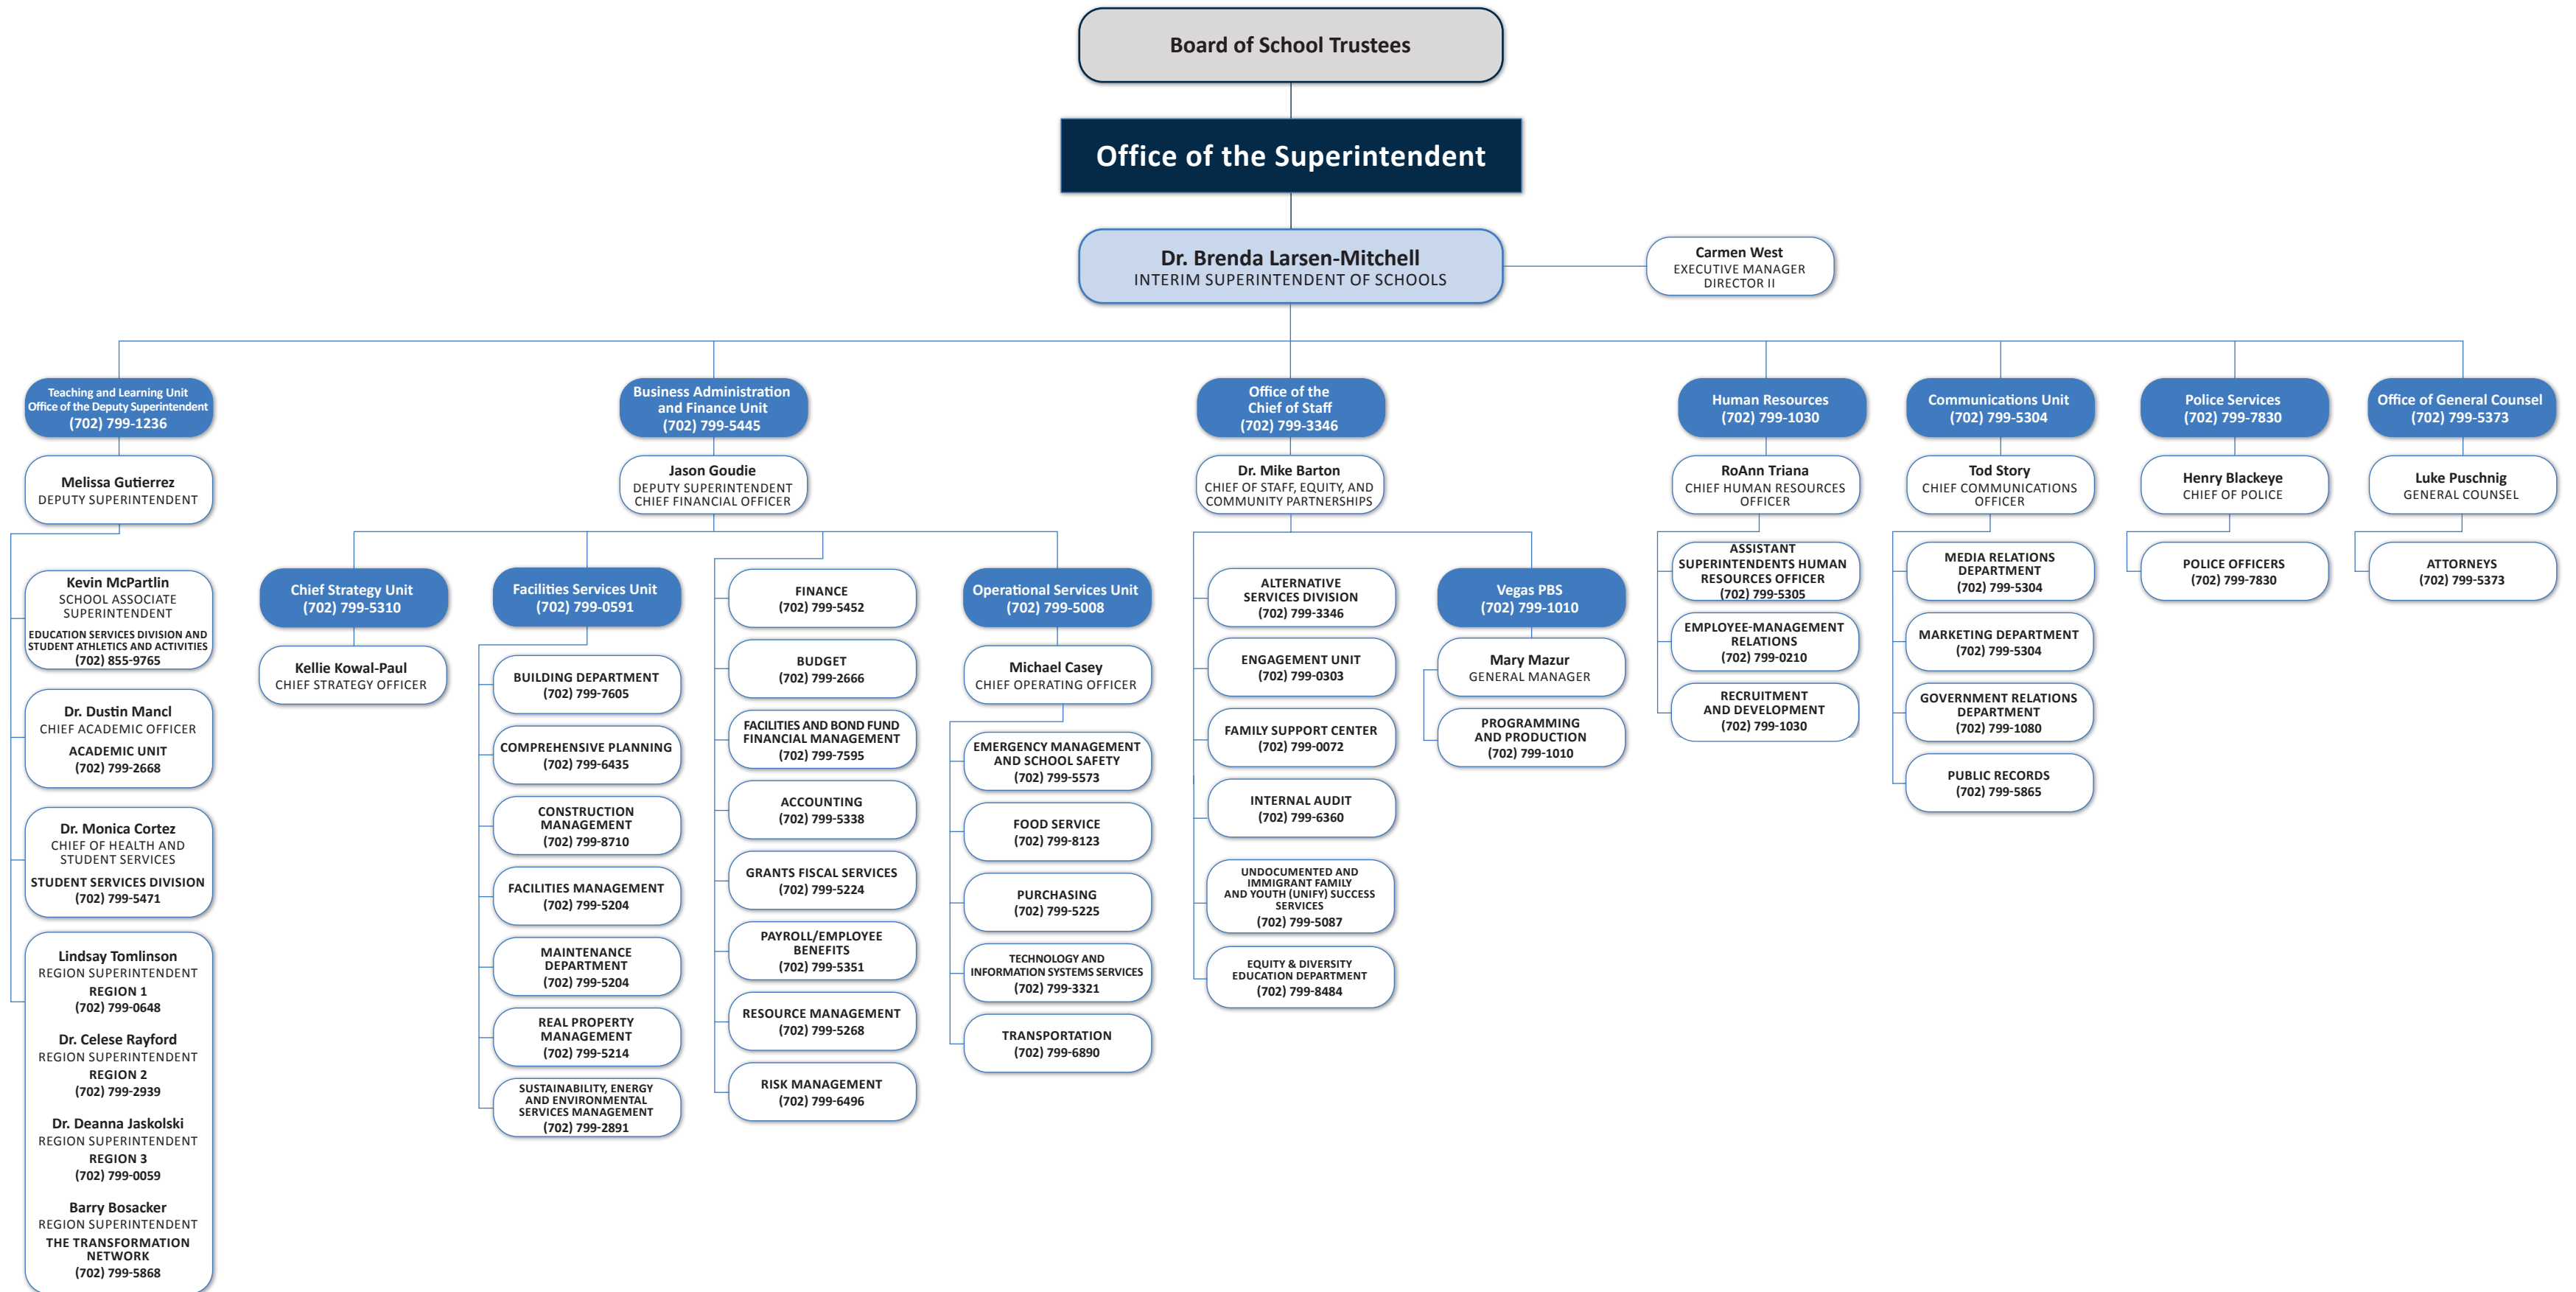 Board of School Trustees
Office of the Superintendent
Dr. Brenda Larsen-Mitchell
INTERIM SUPERINTENDENT OF SCHOOLS
Carmen West
EXECUTIVE MANAGER
DIRECTOR II
Teaching and Learning Unit
Office of the Deputy Superintendent
(702) 799-1236
Melissa Gutierrez
DEPUTY SUPERINTENDENT
Kevin McPartlin
SCHOOL ASSOCIATE
SUPERINTENDENT
EDUCATION SERVICES DIVISION AND
STUDENT ATHLETICS AND ACTIVITIES
(702) 855-9765
Dr. Dustin Mancl
CHIEF ACADEMIC OFFICER
ACADEMIC UNIT
(702) 799-2668
Dr. Monica Cortez
CHIEF OF HEALTH AND
STUDENT SERVICES
STUDENT SERVICES DIVISION
(702) 799-5471
Lindsay Tomlinson
REGION SUPERINTENDENT
REGION 1
(702) 799-0648
Dr. Celese Rayford
REGION SUPERINTENDENT
REGION 2
(702) 799-2939
Dr. Deanna Jaskolski
REGION SUPERINTENDENT
REGION 3
(702) 799-0059
Barry Bosacker
REGION SUPERINTENDENT
THE TRANSFORMATION
NETWORK
(702) 799-5868
Business Administration
and Finance Unit
(702) 799-5445
Jason Goudie
DEPUTY SUPERINTENDENT
CHIEF FINANCIAL OFFICER
Chief Strategy Unit
(702) 799-5310
Kellie Kowal-Paul
CHIEF STRATEGY OFFICER
Facilities Services Unit
(702) 799-0591
BUILDING DEPARTMENT
(702) 799-7605
COMPREHENSIVE PLANNING
(702) 799-6435
CONSTRUCTION
MANAGEMENT
(702) 799-8710
FACILITIES MANAGEMENT
(702) 799-5204
MAINTENANCE
DEPARTMENT
(702) 799-5204
REAL PROPERTY
MANAGEMENT
(702) 799-5214
SUSTAINABILITY, ENERGY
AND ENVIRONMENTAL
SERVICES MANAGEMENT
(702) 799-2891
FINANCE
(702) 799-5452
BUDGET
(702) 799-2666
FACILITIES AND BOND FUND
FINANCIAL MANAGEMENT
(702) 799-7595
ACCOUNTING
(702) 799-5338
GRANTS FISCAL SERVICES
(702) 799-5224
PAYROLL/EMPLOYEE
BENEFITS
(702) 799-5351
RESOURCE MANAGEMENT
(702) 799-5268
RISK MANAGEMENT
(702) 799-6496
Operational Services Unit
(702) 799-5008
Michael Casey
CHIEF OPERATING OFFICER
EMERGENCY MANAGEMENT
AND SCHOOL SAFETY
(702) 799-5573
FOOD SERVICE
(702) 799-8123
PURCHASING
(702) 799-5225
TECHNOLOGY AND
INFORMATION SYSTEMS SERVICES
(702) 799-3321
TRANSPORTATION
(702) 799-6890
Office of the
Chief of Staff
(702) 799-3346
Dr. Mike Barton
CHIEF OF STAFF, EQUITY, AND
COMMUNITY PARTNERSHIPS
ALTERNATIVE
SERVICES DIVISION
(702) 799-3346
ENGAGEMENT UNIT
(702) 799-0303
FAMILY SUPPORT CENTER
(702) 799-0072
INTERNAL AUDIT
(702) 799-6360
UNDOCUMENTED AND
IMMIGRANT FAMILY
AND YOUTH (UNIFY) SUCCESS
SERVICES
(702) 799-5087
EQUITY & DIVERSITY
EDUCATION DEPARTMENT
(702) 799-8484
Vegas PBS
(702) 799-1010
Mary Mazur
GENERAL MANAGER
PROGRAMMING
AND PRODUCTION
(702) 799-1010
Human Resources
(702) 799-1030
RoAnn Triana
CHIEF HUMAN RESOURCES
OFFICER
ASSISTANT
SUPERINTENDENTS HUMAN
RESOURCES OFFICER
(702) 799-5305
EMPLOYEE-MANAGEMENT
RELATIONS
(702) 799-0210
RECRUITMENT
AND DEVELOPMENT
(702) 799-1030
Communications Unit
(702) 799-5304
Tod Story
CHIEF COMMUNICATIONS
OFFICER
MEDIA RELATIONS
DEPARTMENT
(702) 799-5304
MARKETING DEPARTMENT
(702) 799-5304
GOVERNMENT RELATIONS
DEPARTMENT
(702) 799-1080
PUBLIC RECORDS
(702) 799-5865
Police Services
(702) 799-7830
Henry Blackeye
CHIEF OF POLICE
POLICE OFFICERS
(702) 799-7830
Office of General Counsel
(702) 799-5373
Luke Puschnig
GENERAL COUNSEL
ATTORNEYS
(702) 799-5373